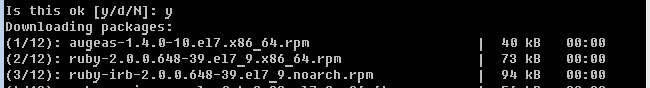 Is this ok [y/d/N]: y
Downloading packages:
(1/12): augeas-1.4.0-10.el7.x86_64.rpm | 40 kB 00:00
(2/12): ruby-2.0.0.648-39.el7_9.x86_64.rpm | 73 kB 00:00
(3/12): ruby-irb-2.0.0.648-39.el7_9.noarch.rpm | 94 kB 00:00